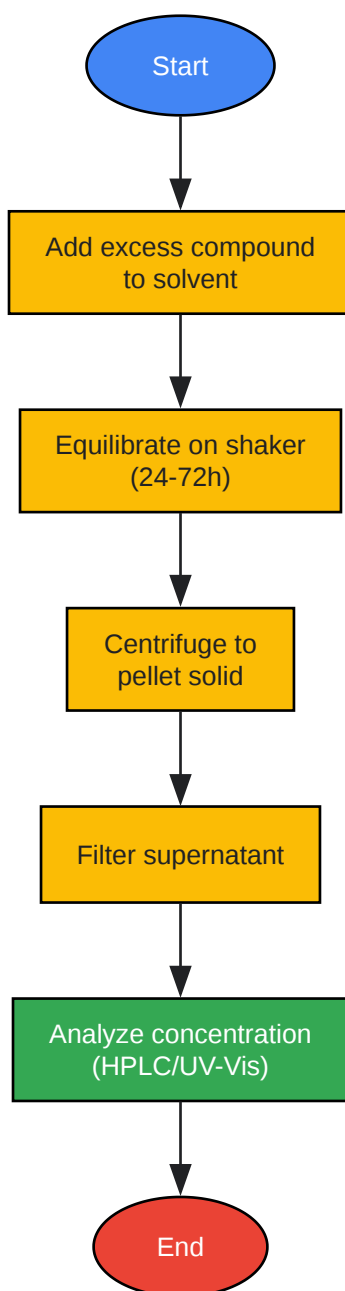 Start
Add excess compound
to solvent
Equilibrate on shaker
(24-72h)
Centrifuge to
pellet solid
Filter supernatant
Analyze concentration
(HPLC/UV-Vis)
End